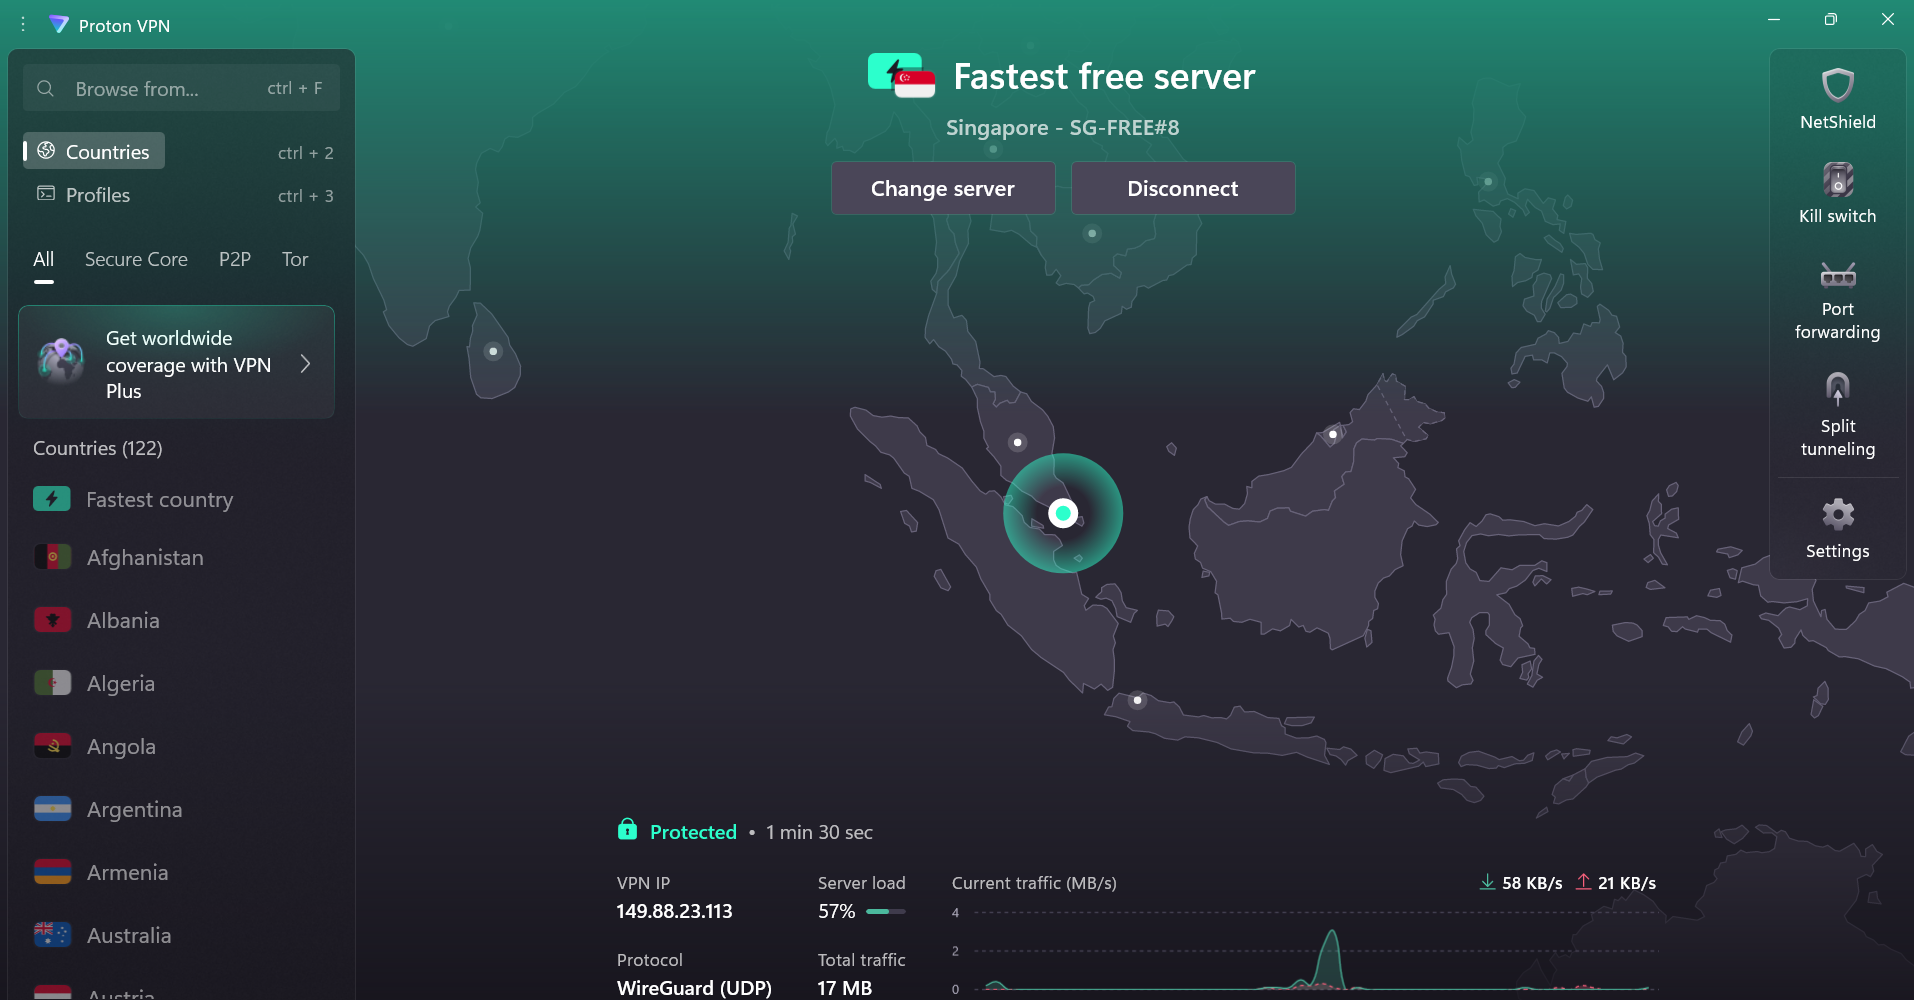 Proton VPN
Browse from...
ctrl + F
Countries
ctrl + 2
Profiles
ctrl + 3
All
Secure Core
P2P
Tor
Get worldwide
coverage with VPN
Plus
Countries (122)
Fastest country
Afghanistan
Albania
Algeria
Angola
Argentina
Armenia
Australia
Austria
Fastest free server
Singapore - SG-FREE#8
Change server
Disconnect
Protected • 1 min 30 sec
VPN IP
149.88.23.113
Server load
57%
Protocol
WireGuard (UDP)
Total traffic
17 MB
Current traffic (MB/s)
58 KB/s
21 KB/s
4
2
0
NetShield
Kill switch
Port
forwarding
Split
tunneling
Settings